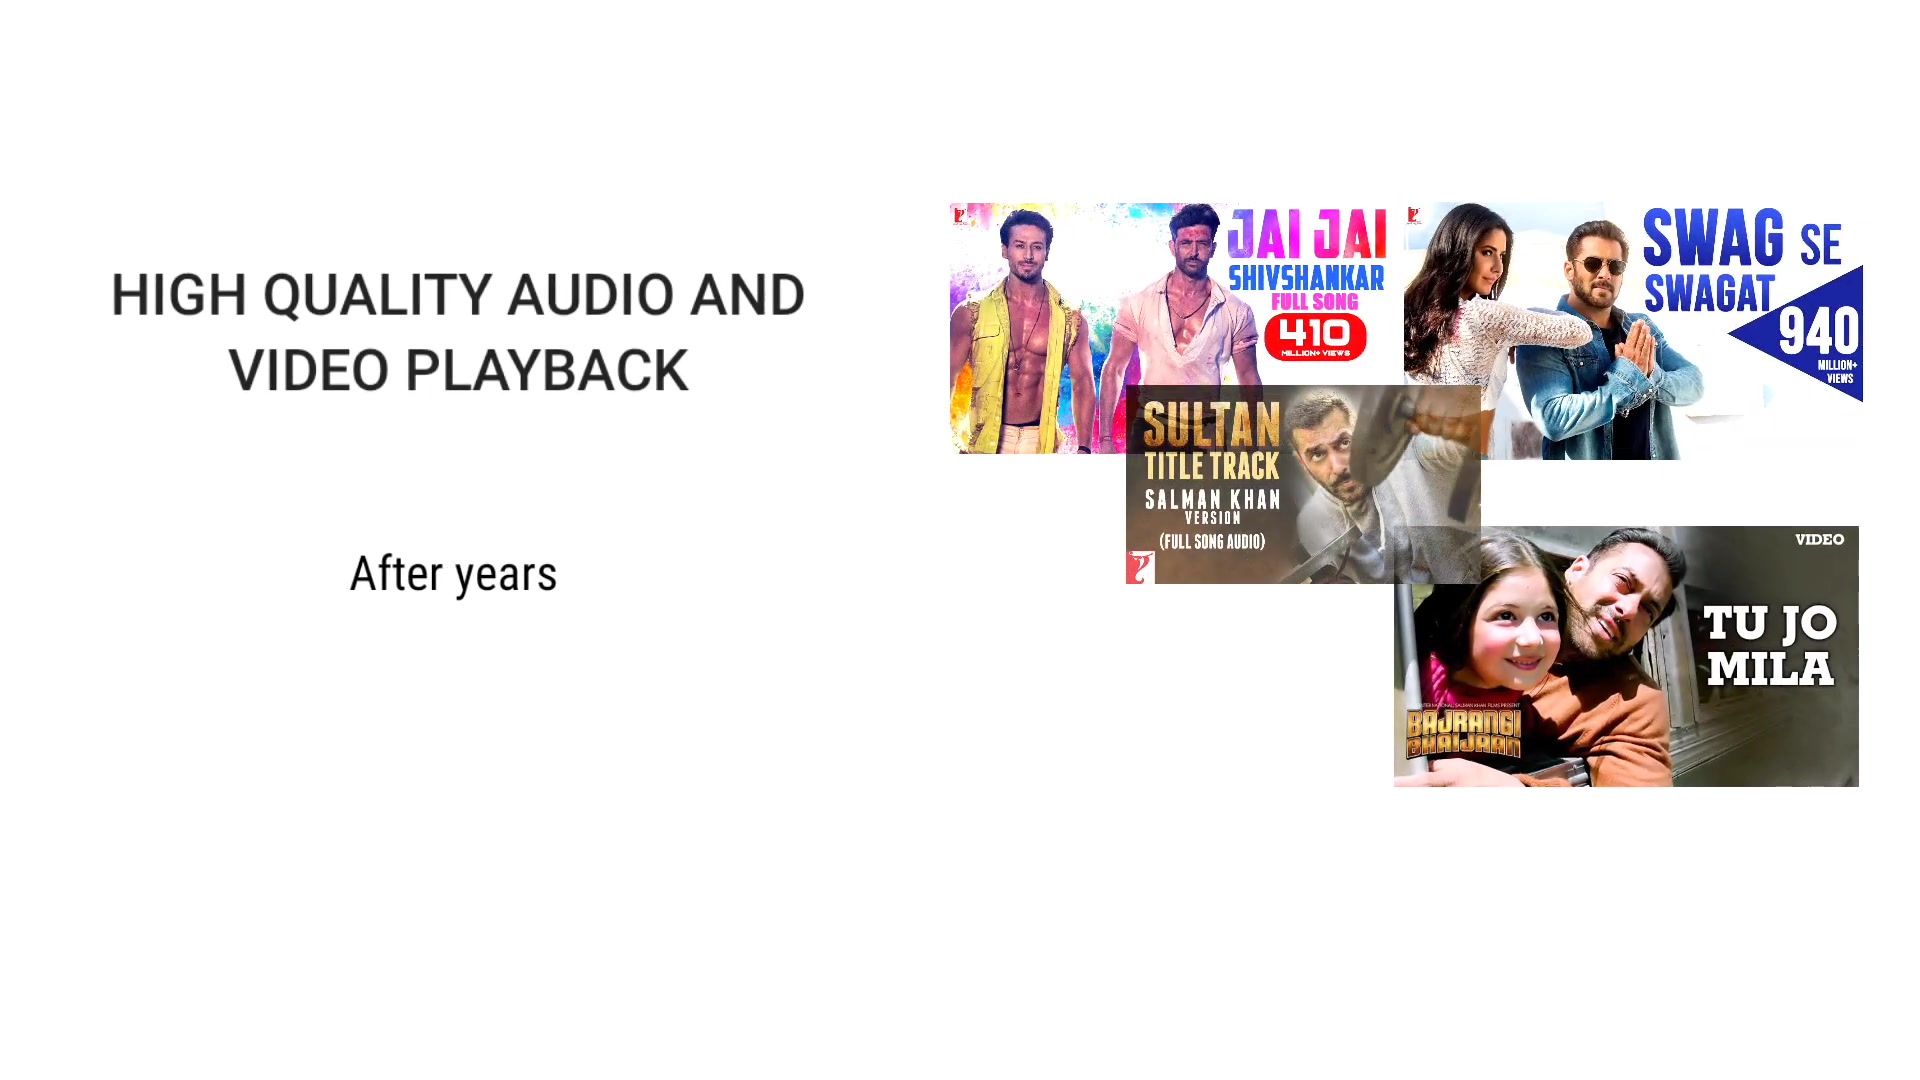 HIGH QUALITY AUDIO AND
VIDEO PLAYBACK
After years
JAI JAI
SHIVSHANKAR
FULL SONG
410
MILLION+ VIEWS
SWAG SE
SWAGAT
940
MILLION+
VIEWS
SULTAN
TITLE TRACK
SALMAN KHAN
VERSION
(FULL SONG AUDIO)
VIDEO
TU JO
MILA
BAJRANGI
BHAIJAAN